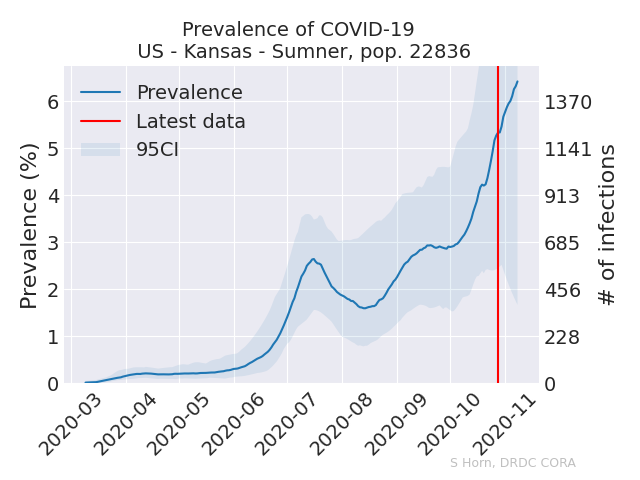 Prevalence of COVID-19
US - Kansas - Sumner, pop. 22836
Prevalence
Latest data
95CI
Prevalence (%)
6
5
4
3
2
1
0
1370
1141
913
685
456
228
0
# of infections
2020-03
2020-04
2020-05
2020-06
2020-07
2020-08
2020-09
2020-10
2020-11
S Horn, DRDC CORA